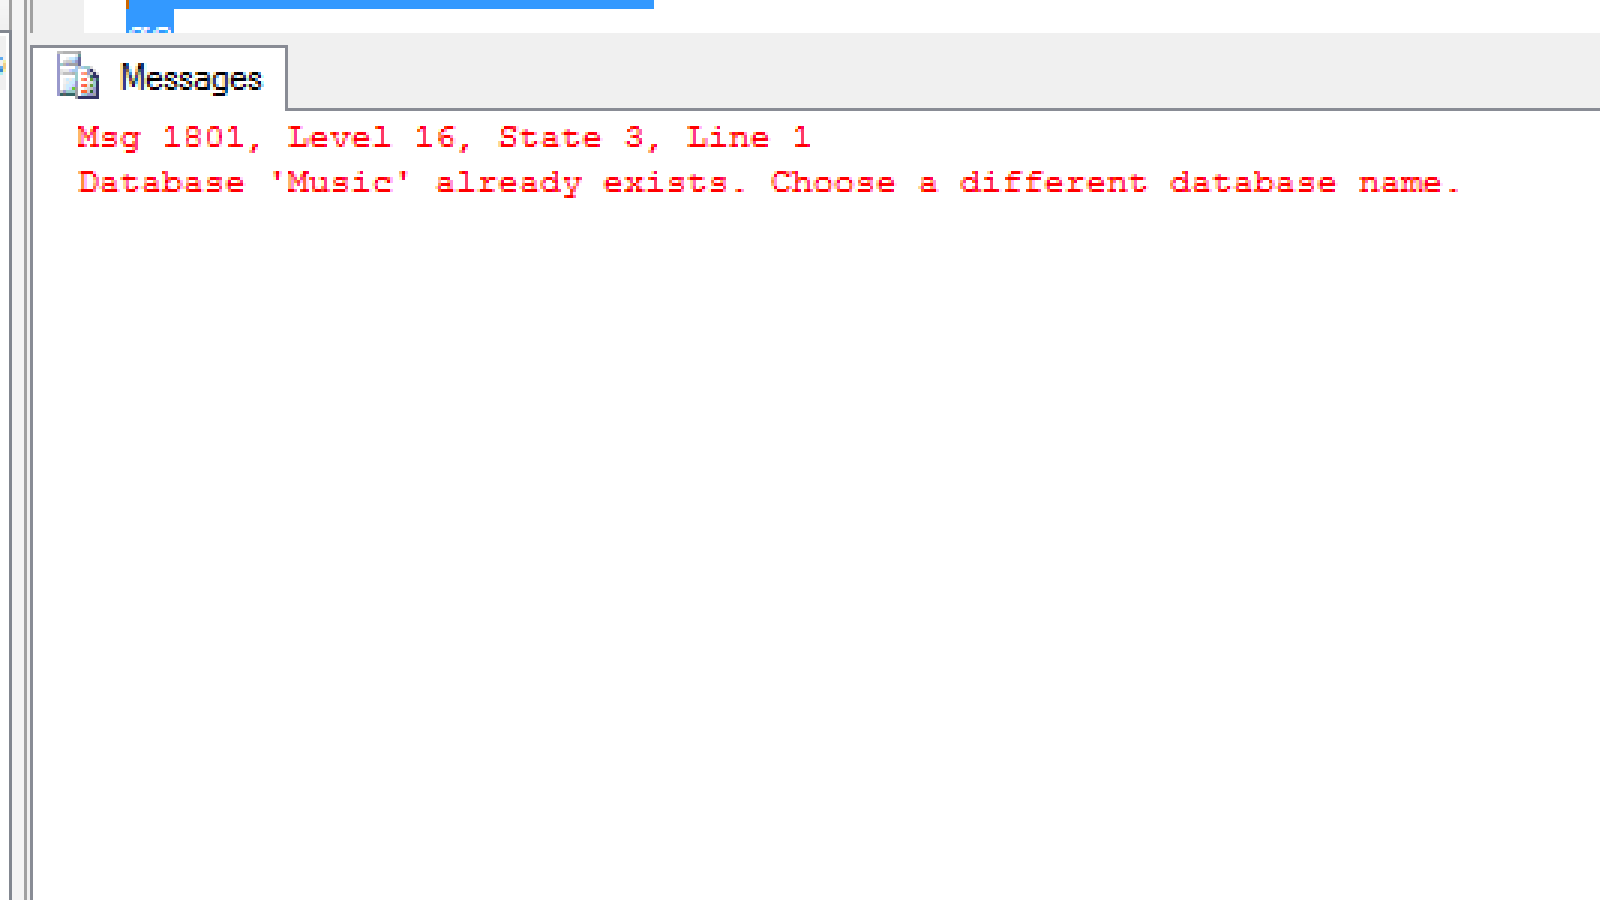 Messages
Msg 1801, Level 16, State 3, Line 1
Database 'Music' already exists. Choose a different database name.